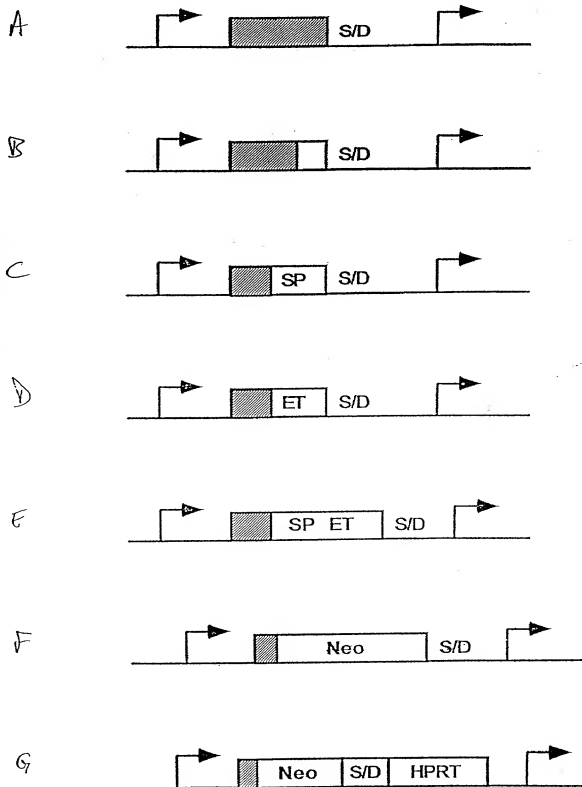 A S/D
B S/D
C SP S/D
D ET S/D
E SP ET S/D
F Neo S/D
G Neo S/D HPRT